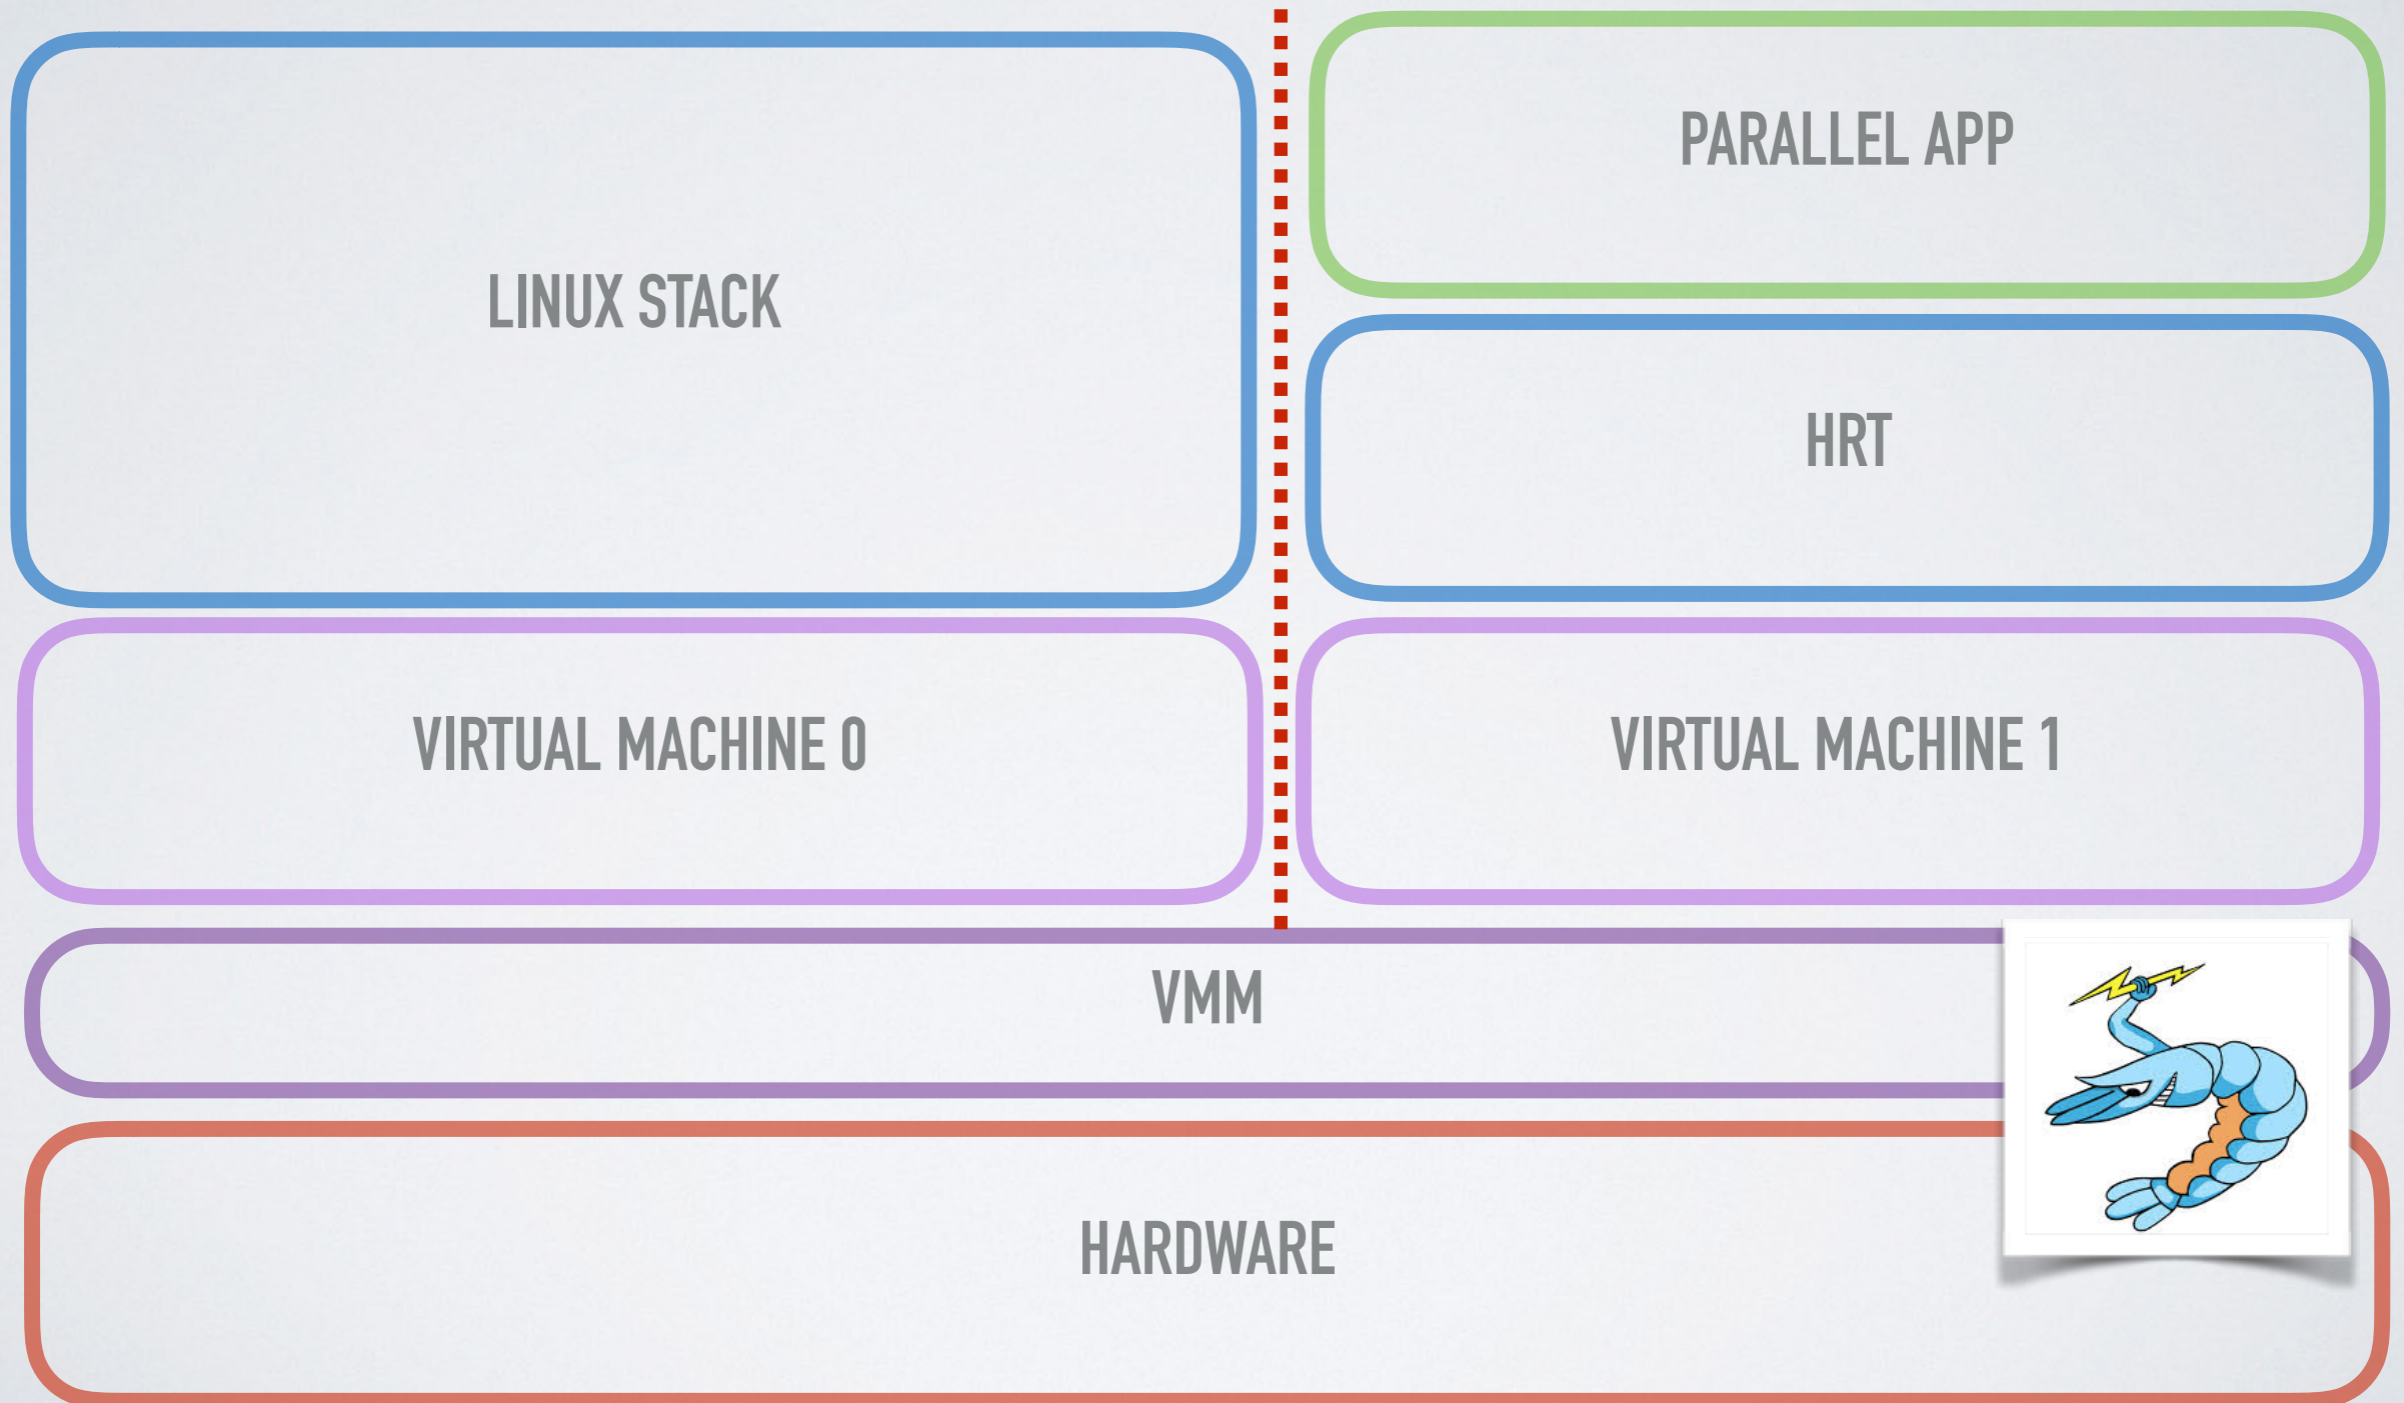 LINUX STACK
PARALLEL APP
HRT
VIRTUAL MACHINE 0
VIRTUAL MACHINE 1
VMM
HARDWARE